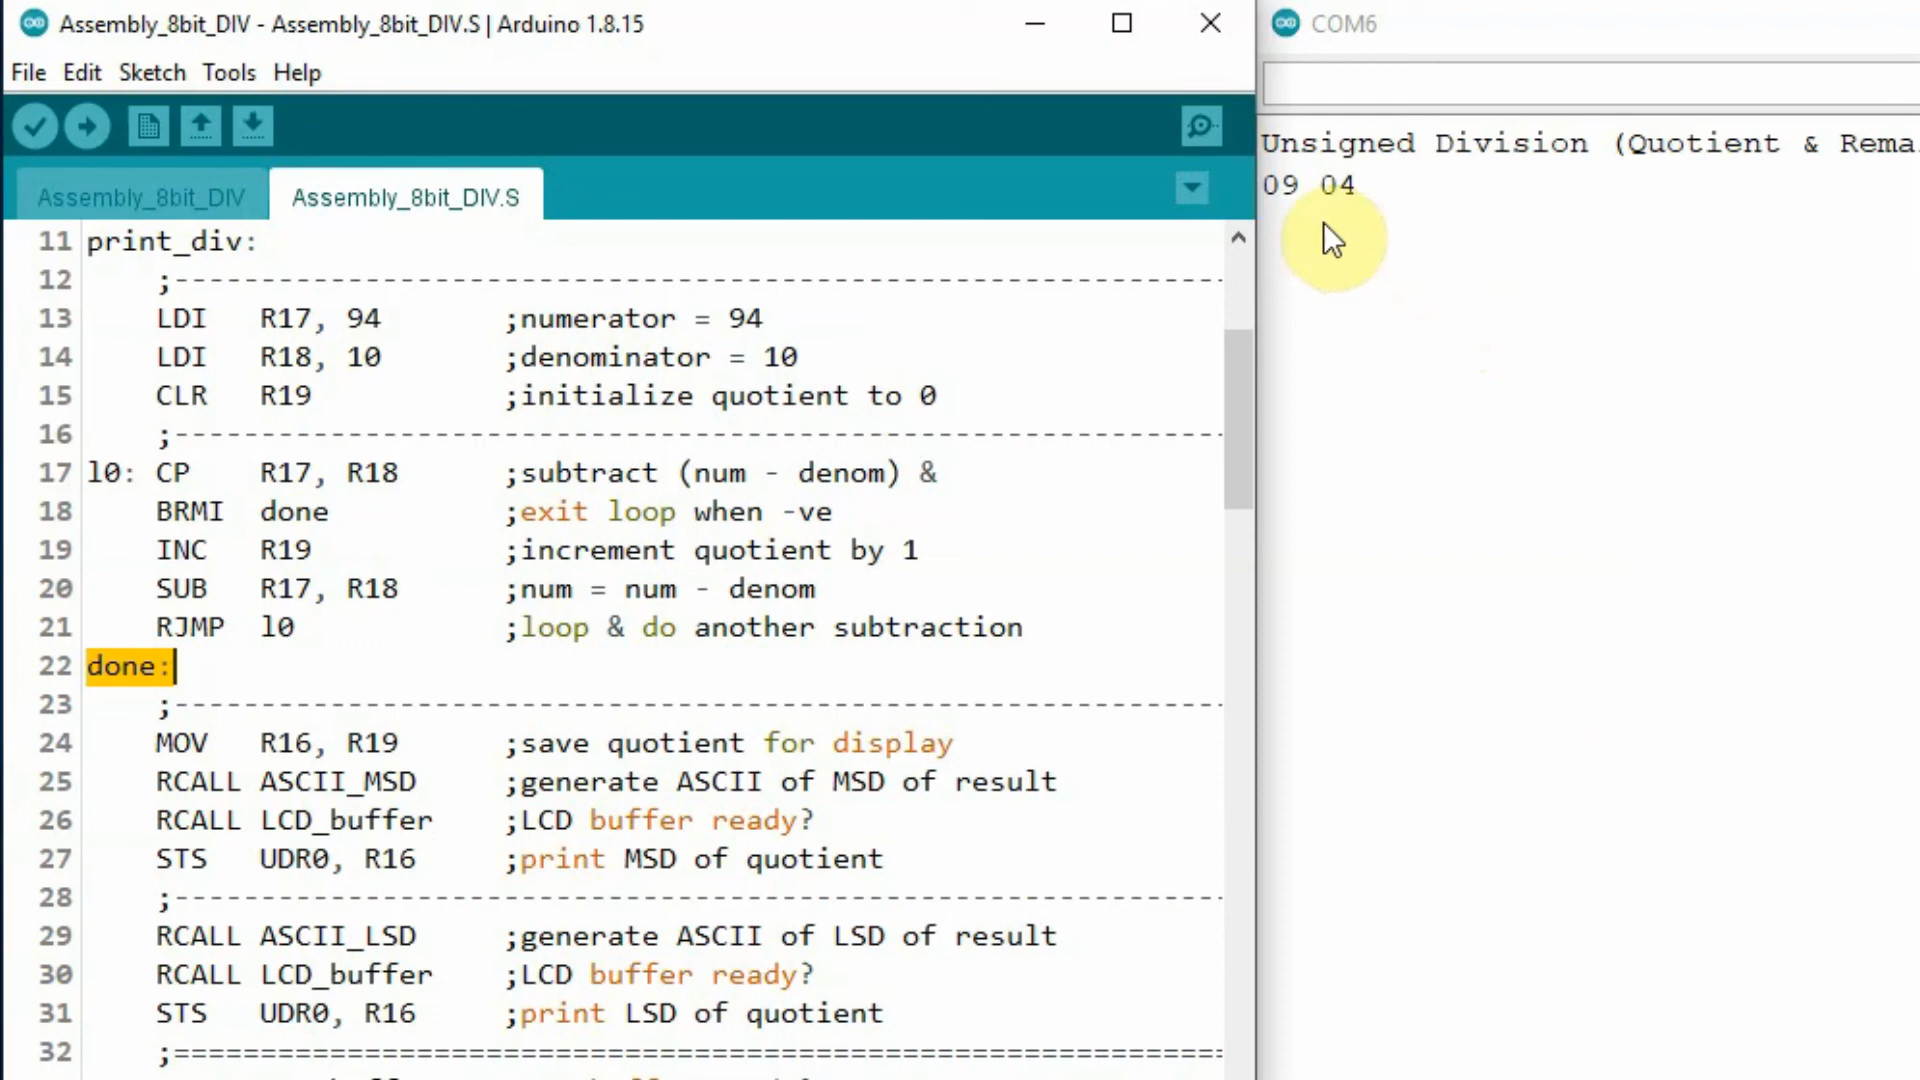 Assembly_8bit_DIV - Assembly_8bit_DIV.S | Arduino 1.8.15
File Edit Sketch Tools Help
Assembly_8bit_DIV Assembly_8bit_DIV.S
11 print_div:
12 ;-------------------------------------------------------------
13 LDI R17, 94 ;numerator = 94
14 LDI R18, 10 ;denominator = 10
15 CLR R19 ;initialize quotient to 0
16 ;-------------------------------------------------------------
17 l0: CP R17, R18 ;subtract (num - denom) &
18 BRMI done ;exit loop when -ve
19 INC R19 ;increment quotient by 1
20 SUB R17, R18 ;num = num - denom
21 RJMP l0 ;loop & do another subtraction
22 done:
23 ;-------------------------------------------------------------
24 MOV R16, R19 ;save quotient for display
25 RCALL ASCII_MSD ;generate ASCII of MSD of result
26 RCALL LCD_buffer ;LCD buffer ready?
27 STS UDR0, R16 ;print MSD of quotient
28 ;-------------------------------------------------------------
29 RCALL ASCII_LSD ;generate ASCII of LSD of result
30 RCALL LCD_buffer ;LCD buffer ready?
31 STS UDR0, R16 ;print LSD of quotient
32 ;=============================================================
COM6
Unsigned Division (Quotient & Rema
09 04